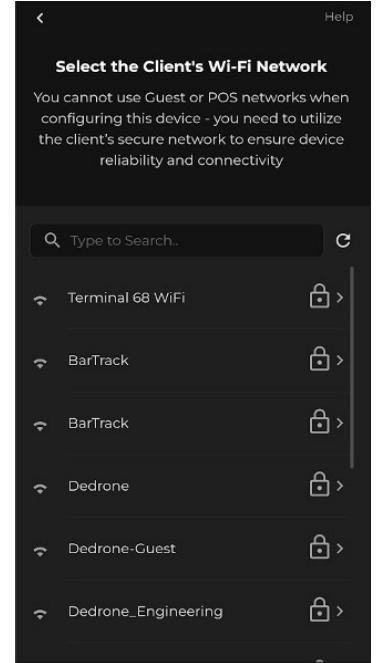 Help
Select the Client's Wi-Fi Network
You cannot use Guest or POS networks when
configuring this device - you need to utilize
the client's secure network to ensure device
reliability and connectivity
Type to Search..
Terminal 68 WiFi
BarTrack
BarTrack
Dedrone
Dedrone-Guest
Dedrone_Engineering